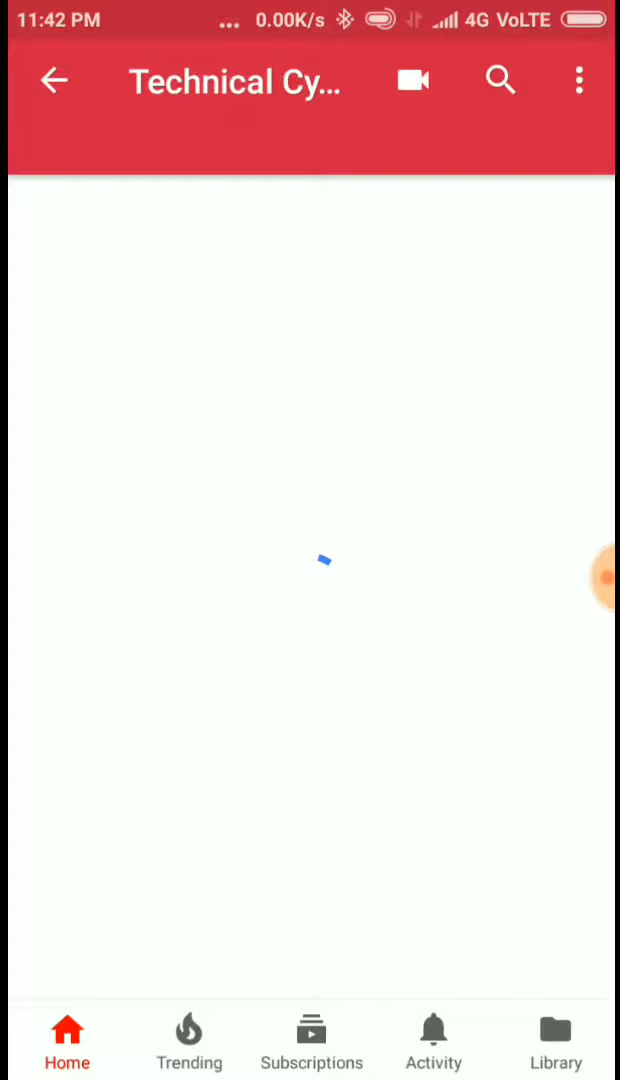 11:42 PM ... 0.00K/s 4G VoLTE
Technical Cy...
Home Trending Subscriptions Activity Library